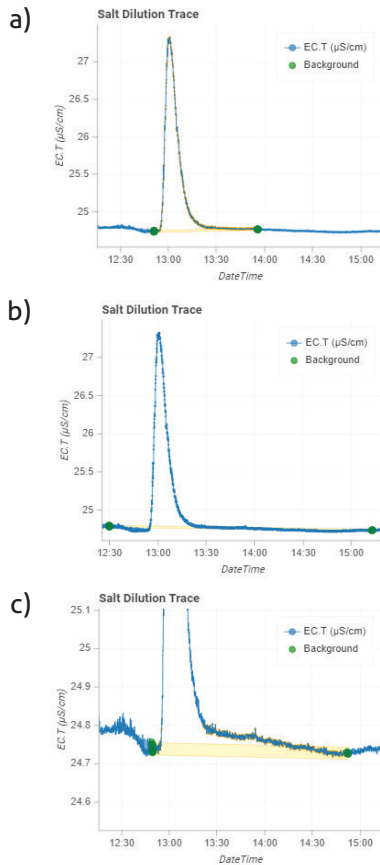 a)
Salt Dilution Trace
EC.T (µS/cm)
Background
27
26.5
26
25.5
25
EC.T (µS/cm)
12:30 13:00 13:30 14:00 14:30 15:00
DateTime
b)
Salt Dilution Trace
EC.T (µS/cm)
Background
27
26.5
26
25.5
25
EC.T (µS/cm)
12:30 13:00 13:30 14:00 14:30 15:00
DateTime
c)
Salt Dilution Trace
25.1
EC.T (µS/cm)
Background
25
24.9
24.8
24.7
24.6
EC.T (µS/cm)
12:30 13:00 13:30 14:00 14:30 15:00
DateTime